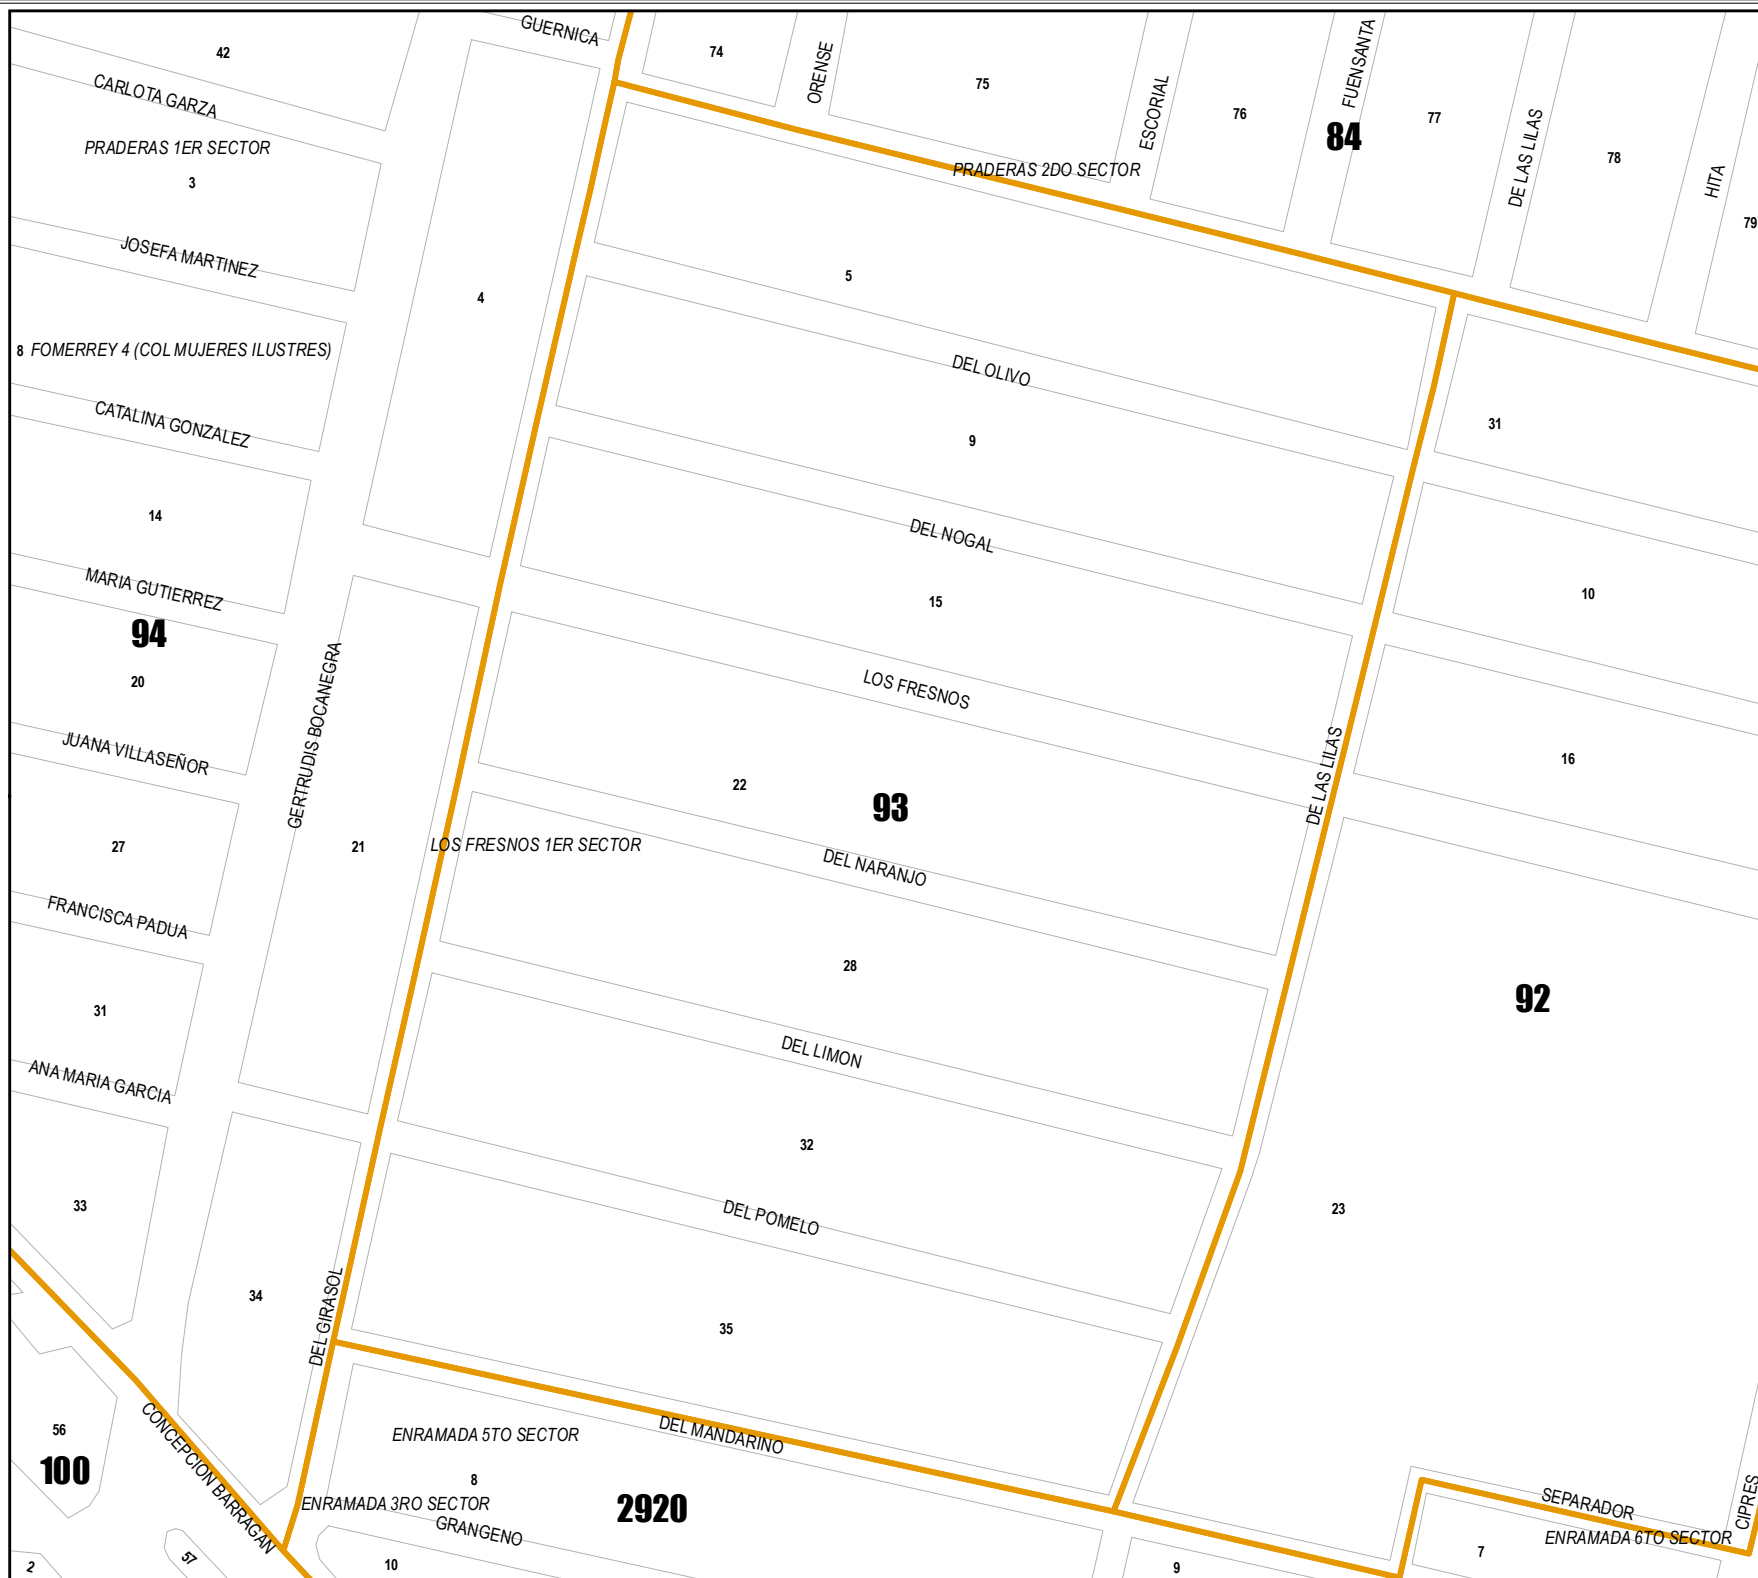 GUERNICA
42
74
ORENSE
75
ESCORIAL
76
FUENSANTA
84
77
DE LAS LILAS
78
HITA
79
CARLOTA GARZA
PRADERAS 1ER SECTOR
3
PRADERAS 2DO SECTOR
JOSEFA MARTINEZ
4
5
8
FOMERREY 4 (COL MUJERES ILUSTRES)
DEL OLIVO
CATALINA GONZALEZ
9
31
14
DEL NOGAL
MARIA GUTIERREZ
15
10
94
20
GERTRUDIS BOCANEGRA
LOS FRESNOS
JUANA VILLASEÑOR
22
93
DE LAS LILAS
16
27
21
LOS FRESNOS 1ER SECTOR
DEL NARANJO
FRANCISCA PADUA
28
92
31
DEL LIMON
ANA MARIA GARCIA
32
33
DEL POMELO
23
34
DEL GIRASOL
35
56
100
CONCEPCION BARRAGAN
ENRAMADA 5TO SECTOR
DEL MANDARINO
8
ENRAMADA 3RO SECTOR
2920
GRANGENO
SEPARADOR
CIPRES
ENRAMADA 6TO SECTOR
2
57
10
9
7